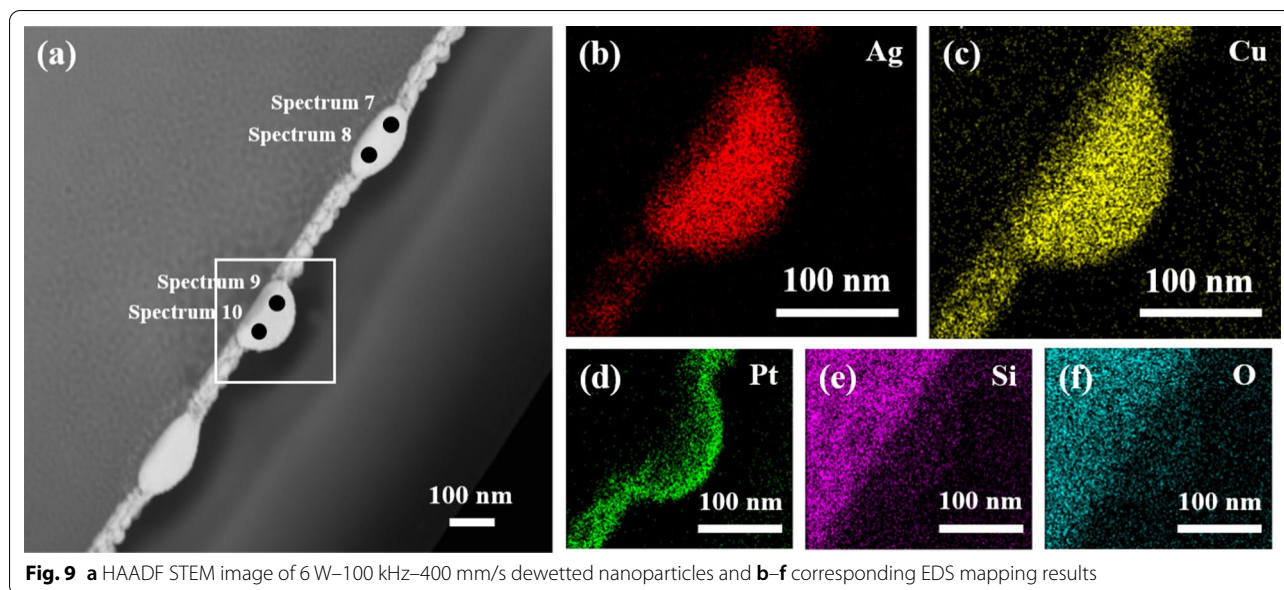 (a)
Spectrum 7
Spectrum 8
Spectrum 9
Spectrum 10
100 nm
(b)
Ag
100 nm
(c)
Cu
100 nm
(d)
Pt
100 nm
(e)
Si
100 nm
(f)
O
100 nm
Fig. 9 a HAADF STEM image of 6 W–100 kHz–400 mm/s dewetted nanoparticles and b–f corresponding EDS mapping results